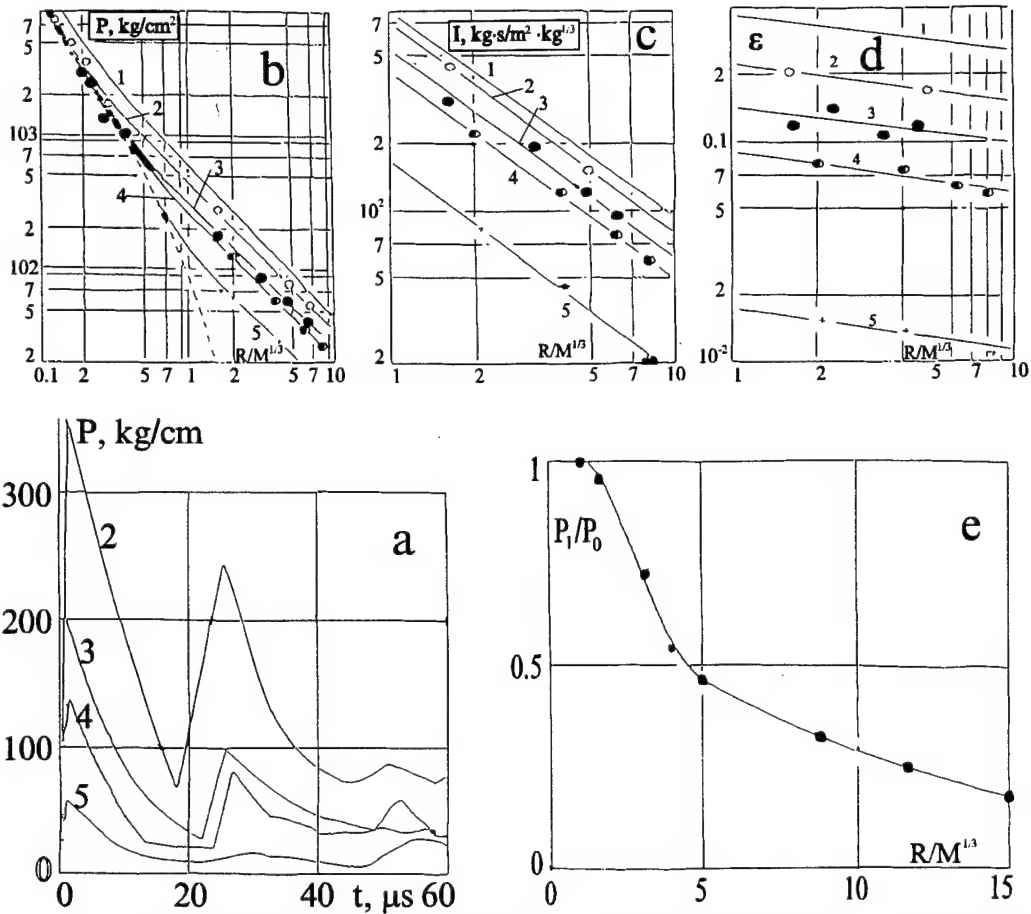 7 P, kg/cm²
5 b
2 1
2
10³
7
5 3
4
2
10²
7
5
5
2 R/M^1/3
0.1 2 5 7 1 2 5 7 10
7
5 I, kg·s/m²·kg^1/3 c
1
2
3
2
4
10²
7
5
5
2 R/M^1/3
1 2 5 7 10
ε d 1
2 2
3
0.1
4
7
5
2
5
10⁻² R/M^1/3
1 2 5 7 10
P, kg/cm
300
2 a
200
3
100 4
5
0
0 20 40 t, μs 60
1
P₁/P₀ e
0.5
0 R/M^1/3
0 5 10 15